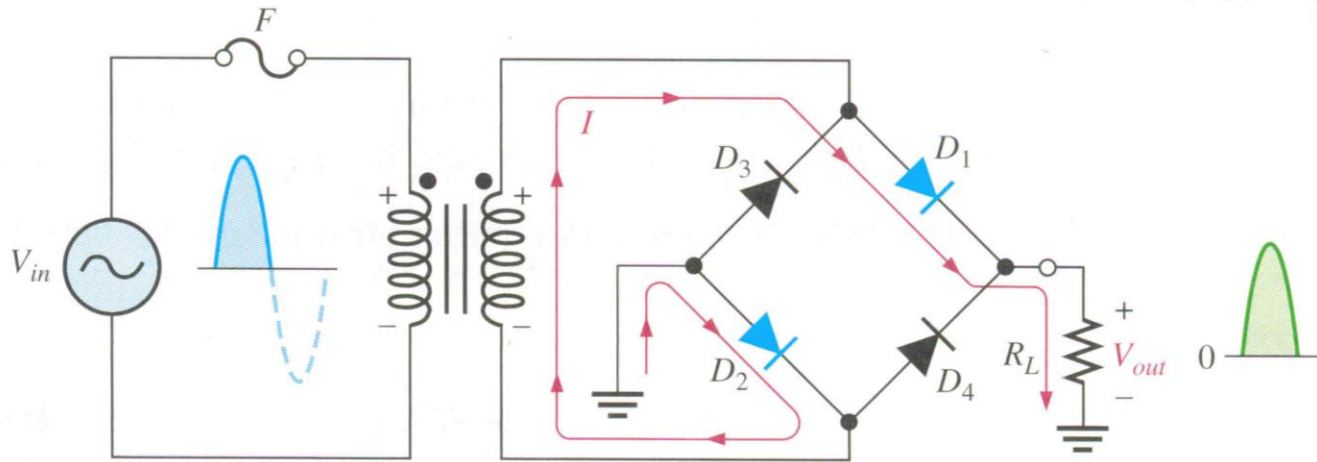 F
I
D3 D1
+ +
Vin
− −
D2 D4 RL + Vout − 0